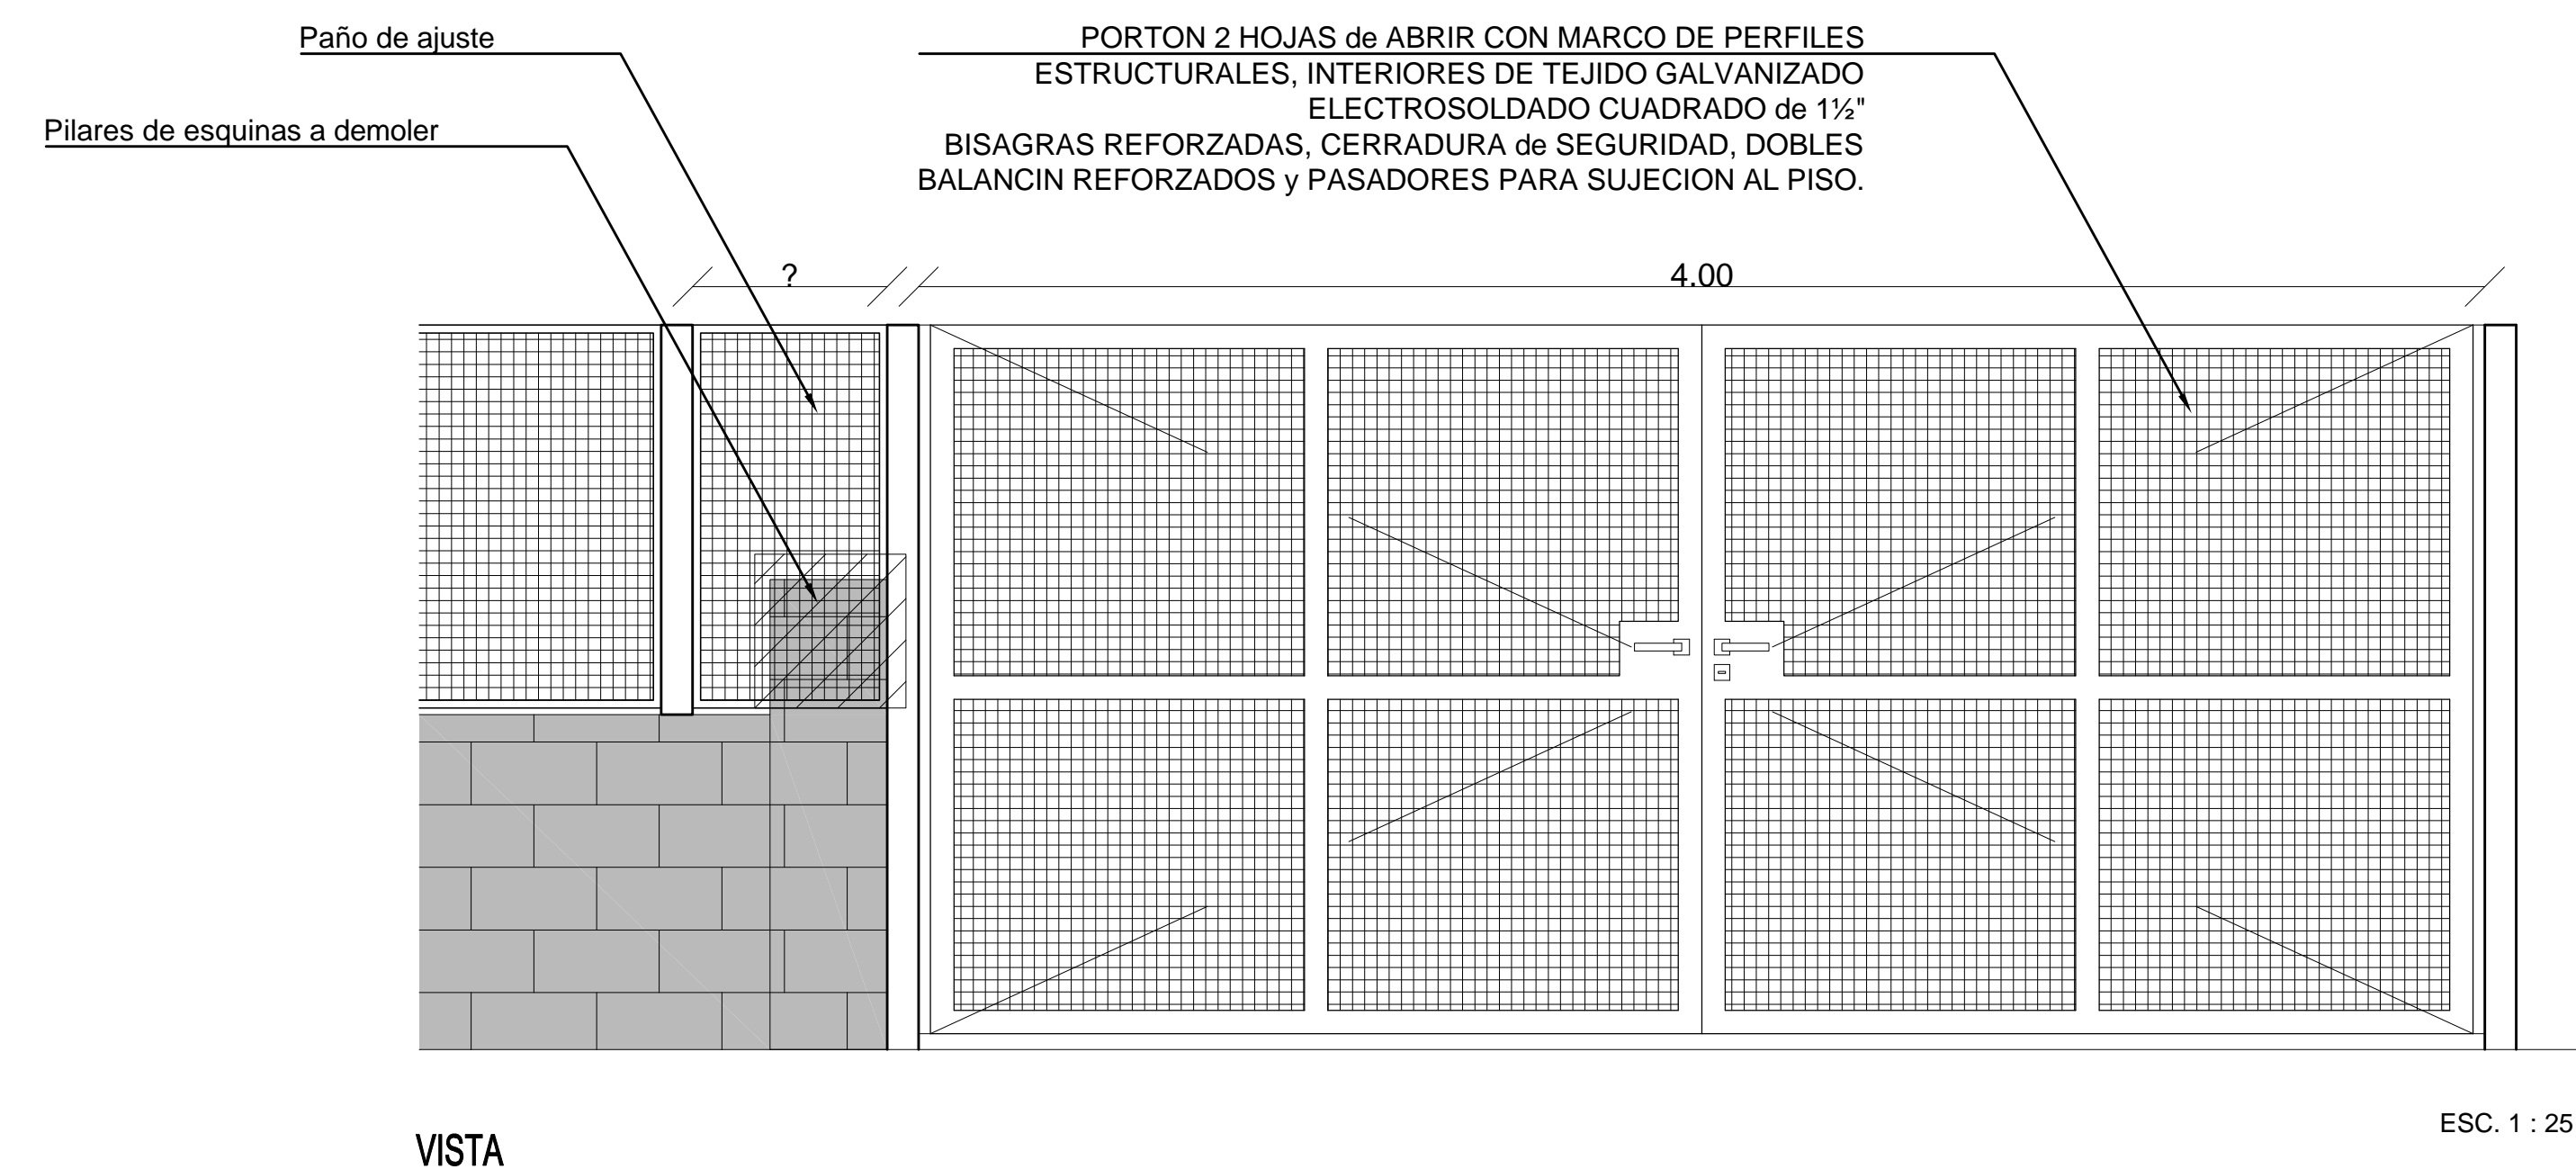 Paño de ajuste
Pilares de esquinas a demoler
PORTON 2 HOJAS de ABRIR CON MARCO DE PERFILES
ESTRUCTURALES, INTERIORES DE TEJIDO GALVANIZADO
ELECTROSOLDADO CUADRADO de 1½"
BISAGRAS REFORZADAS, CERRADURA de SEGURIDAD, DOBLES
BALANCIN REFORZADOS y PASADORES PARA SUJECION AL PISO.
?
4.00
ESC. 1 : 25
VISTA